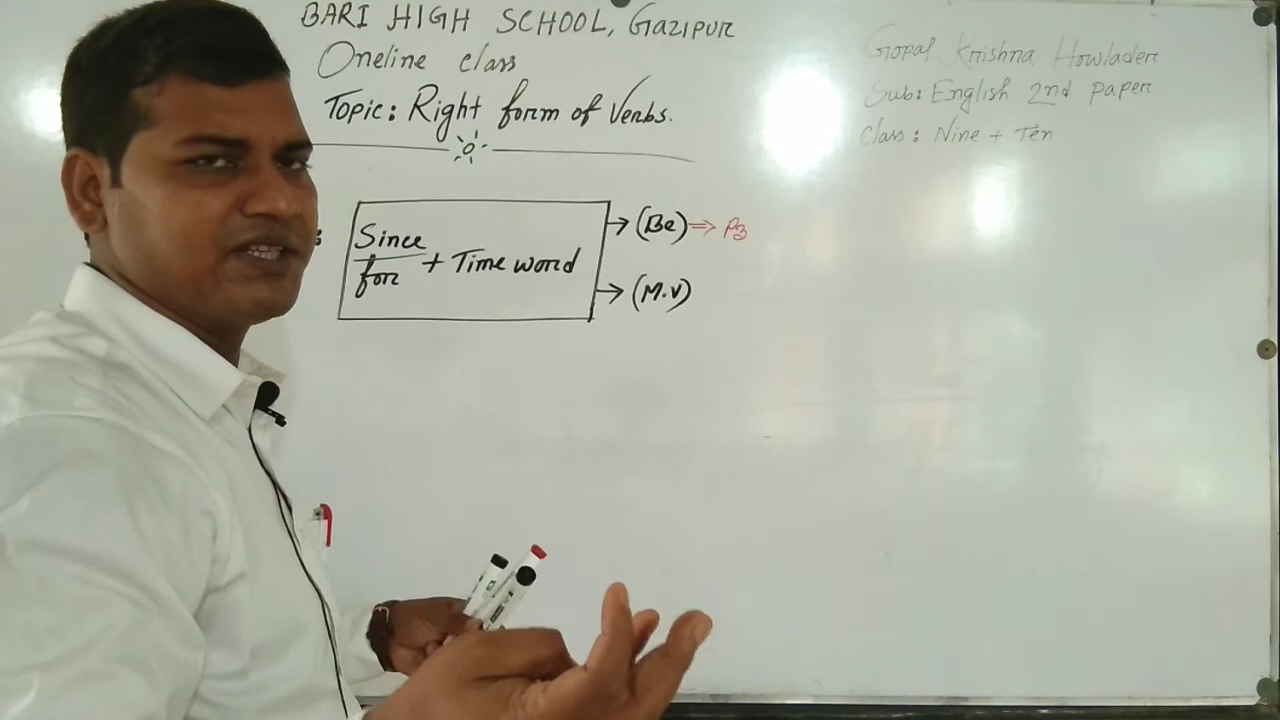 BARI HIGH SCHOOL, Gazipur
Oneline class
Topic: Right form of Verbs.
Gopal Krishna Howlader
Sub: English 2nd paper
Class: Nine + Ten
Since
for
+ Time word
→ (Be) ⇒ P3
→ (M.V)